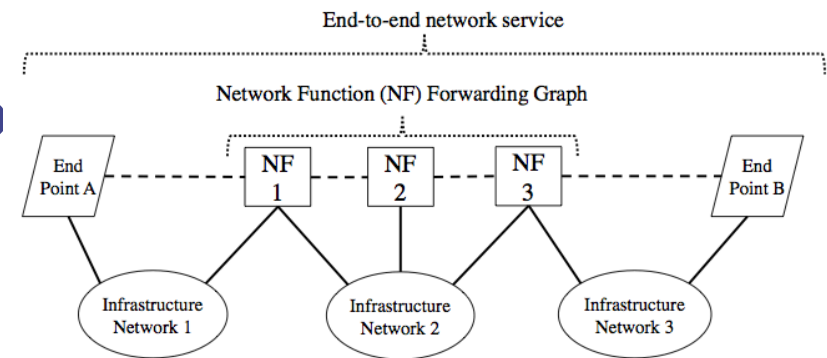 End-to-end network service
Network Function (NF) Forwarding Graph
End
Point A
NF
1
NF
2
NF
3
End
Point B
Infrastructure
Network 1
Infrastructure
Network 2
Infrastructure
Network 3